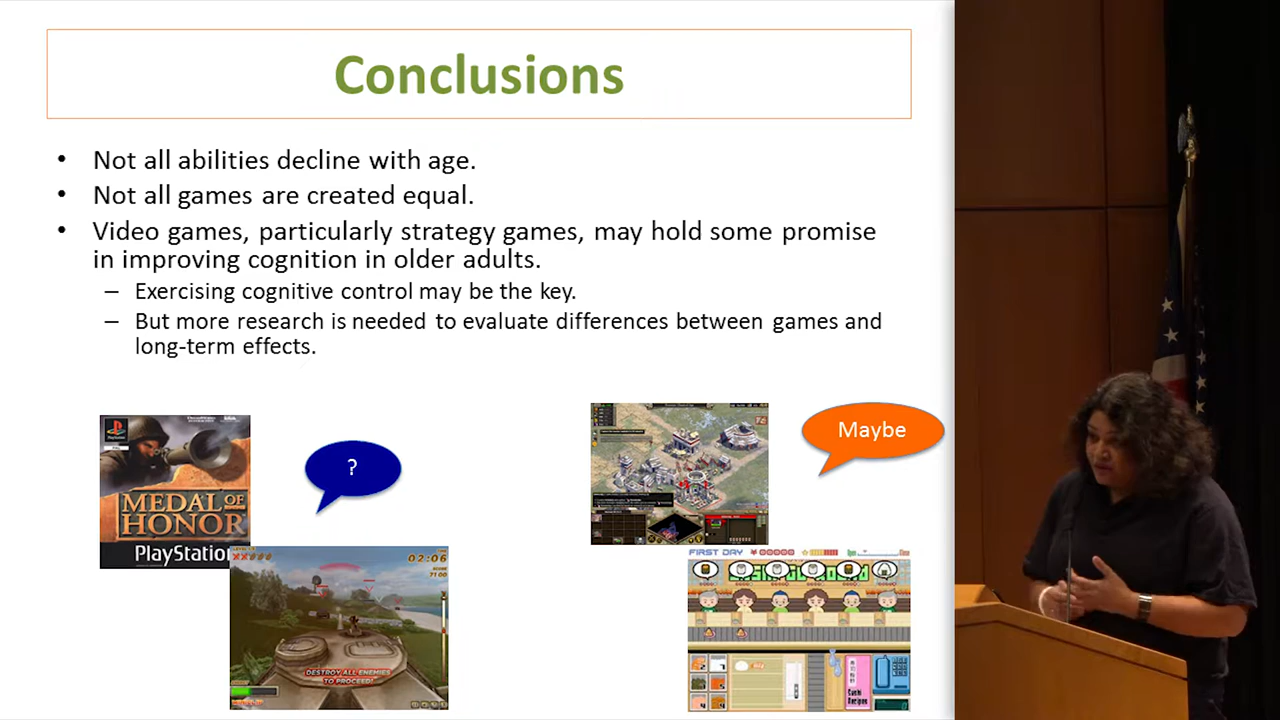 Conclusions
• Not all abilities decline with age.
• Not all games are created equal.
• Video games, particularly strategy games, may hold some promise
in improving cognition in older adults.
– Exercising cognitive control may be the key.
– But more research is needed to evaluate differences between games and
long-term effects.
?
Maybe
MEDAL OF
HONOR
PlayStation
02:06
DESTROY ALL ENEMIES
TO PROCEED!
FIRST DAY
Sushi
Recipes